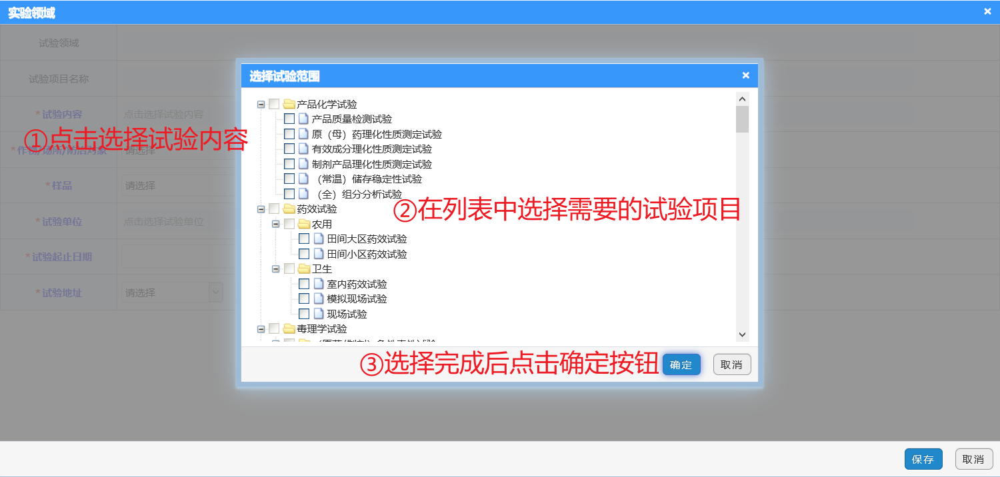 实验领域
试验领域
试验项目名称
*试验内容 点击选择试验内容
①点击选择试验内容
*作物/场所/防治对象 请选择
*样品 请选择
*试验单位 点击选择试验单位
*试验起止日期
*试验地址 请选择
选择试验范围
产品化学试验
产品质量检测试验
原（母）药理化性质测定试验
有效成分理化性质测定试验
制剂产品理化性质测定试验
（常温）储存稳定性试验
（全）组分分析试验
②在列表中选择需要的试验项目
药效试验
农用
田间大区药效试验
田间小区药效试验
卫生
室内药效试验
模拟现场试验
现场试验
毒理学试验
③选择完成后点击确定按钮
确定 取消
保存 取消